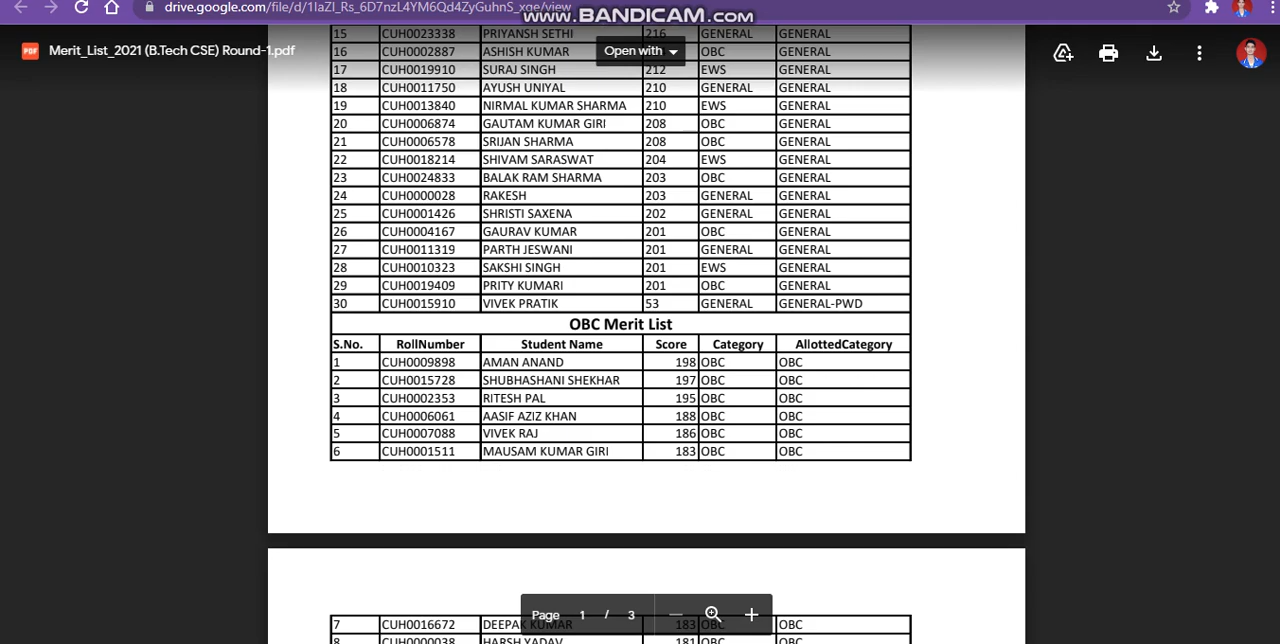 drive.google.com/file/d/1IaZI_Rs_6D7nzL4YM6Qd4ZyGuhnS_xqe/view
www.BANDICAM.com
PDF Merit_List_2021 (B.Tech CSE) Round-1.pdf
Open with
15 CUH0023338 PRIYANSH SETHI 216 GENERAL GENERAL
16 CUH0002887 ASHISH KUMAR OBC GENERAL
17 CUH0019910 SURAJ SINGH 212 EWS GENERAL
18 CUH0011750 AYUSH UNIYAL 210 GENERAL GENERAL
19 CUH0013840 NIRMAL KUMAR SHARMA 210 EWS GENERAL
20 CUH0006874 GAUTAM KUMAR GIRI 208 OBC GENERAL
21 CUH0006578 SRIJAN SHARMA 208 OBC GENERAL
22 CUH0018214 SHIVAM SARASWAT 204 EWS GENERAL
23 CUH0024833 BALAK RAM SHARMA 203 OBC GENERAL
24 CUH0000028 RAKESH 203 GENERAL GENERAL
25 CUH0001426 SHRISTI SAXENA 202 GENERAL GENERAL
26 CUH0004167 GAURAV KUMAR 201 OBC GENERAL
27 CUH0011319 PARTH JESWANI 201 GENERAL GENERAL
28 CUH0010323 SAKSHI SINGH 201 EWS GENERAL
29 CUH0019409 PRITY KUMARI 201 OBC GENERAL
30 CUH0015910 VIVEK PRATIK 53 GENERAL GENERAL-PWD
OBC Merit List
S.No. RollNumber Student Name Score Category AllottedCategory
1 CUH0009898 AMAN ANAND 198 OBC OBC
2 CUH0015728 SHUBHASHANI SHEKHAR 197 OBC OBC
3 CUH0002353 RITESH PAL 195 OBC OBC
4 CUH0006061 AASIF AZIZ KHAN 188 OBC OBC
5 CUH0007088 VIVEK RAJ 186 OBC OBC
6 CUH0001511 MAUSAM KUMAR GIRI 183 OBC OBC
Page 1 / 3
7 CUH0016672 DEEPAK KUMAR 183 OBC OBC
8 CUH0000038 HARSH YADAV 181 OBC OBC